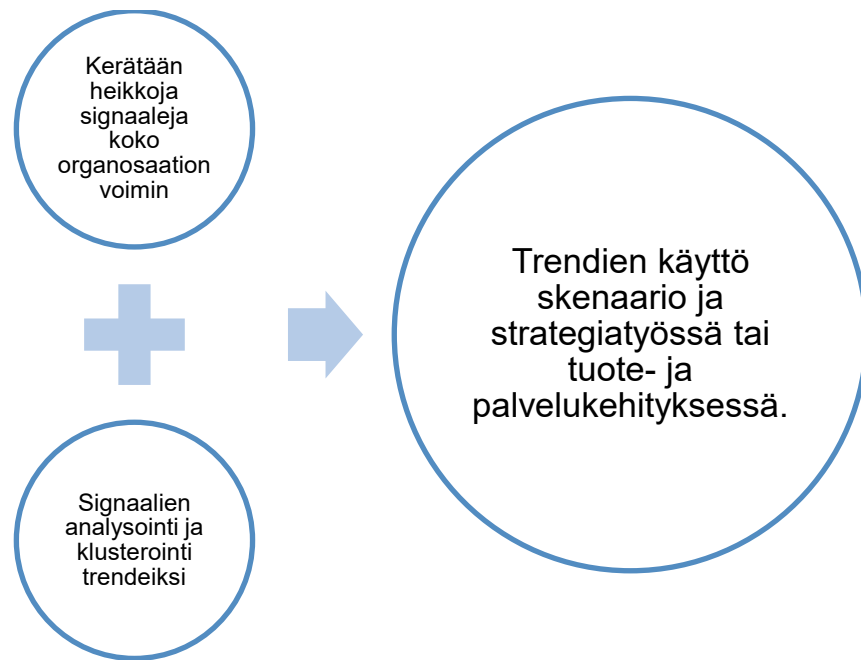 Kerätään
heikkoja
signaaleja
koko
organosaation
voimin
Signaalien
analysointi ja
klusterointi
trendeiksi
Trendien käyttö
skenaario ja
strategiatyössä tai
tuote- ja
palvelukehityksessä.